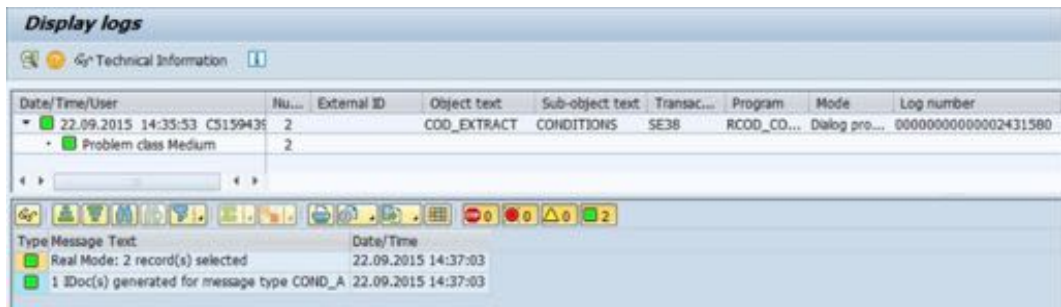 Display logs
Technical Information
Date/Time/User Nu... External ID Object text Sub-object text Transac... Program Mode Log number
22.09.2015 14:35:53 C5159439 2 COD_EXTRACT CONDITIONS SE38 RCOD_CO... Dialog pro... 00000000000002431580
Problem class Medium 2
0 0 0 2
Type Message Text Date/Time
Real Mode: 2 record(s) selected 22.09.2015 14:37:03
1 IDoc(s) generated for message type COND_A 22.09.2015 14:37:03